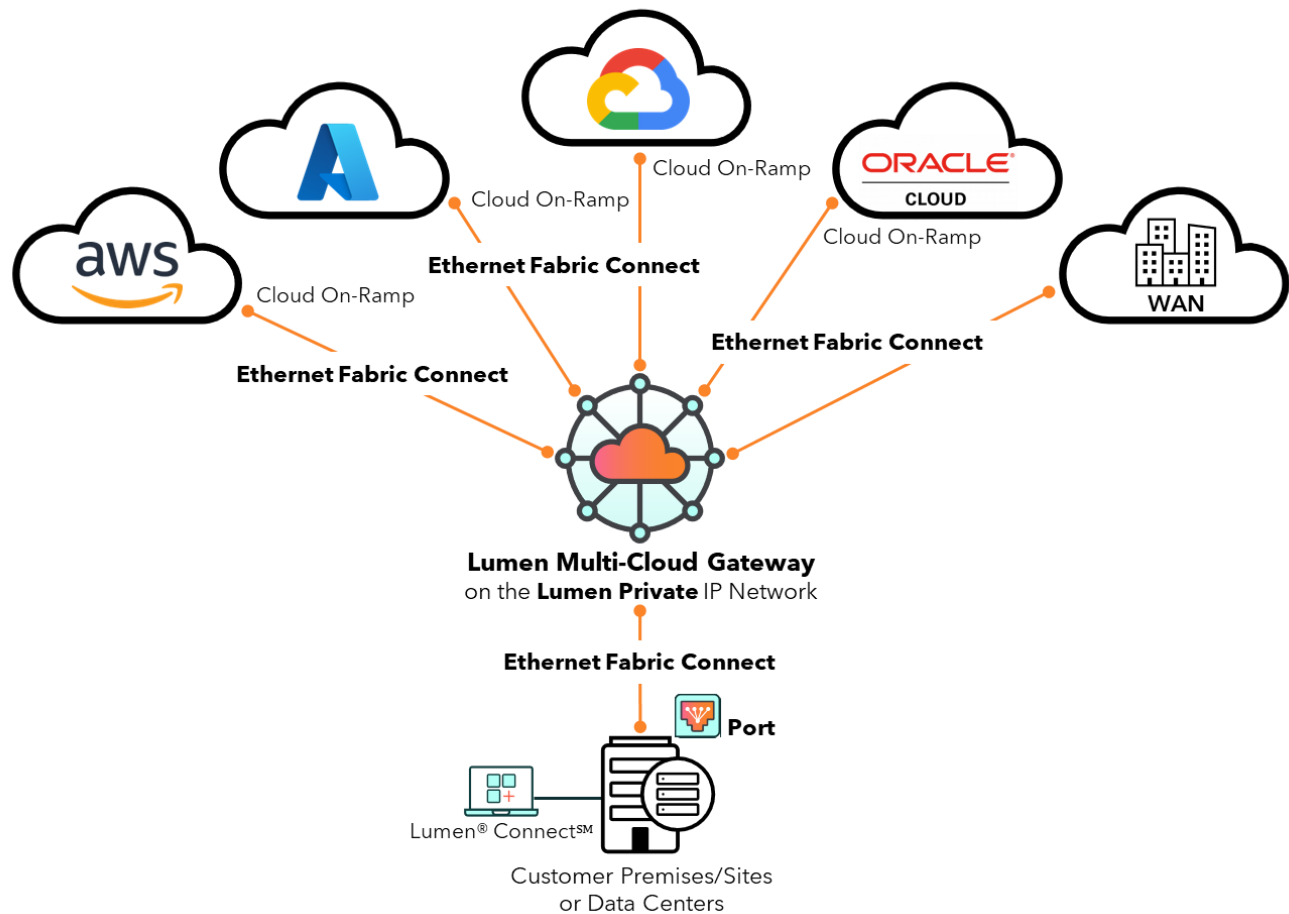 Cloud On-Ramp
ORACLE®
CLOUD
Cloud On-Ramp
Cloud On-Ramp
aws
Ethernet Fabric Connect
Cloud On-Ramp
WAN
Ethernet Fabric Connect
Ethernet Fabric Connect
Lumen Multi-Cloud Gateway
on the Lumen Private IP Network
Ethernet Fabric Connect
Port
Lumen® Connect℠
Customer Premises/Sites
or Data Centers